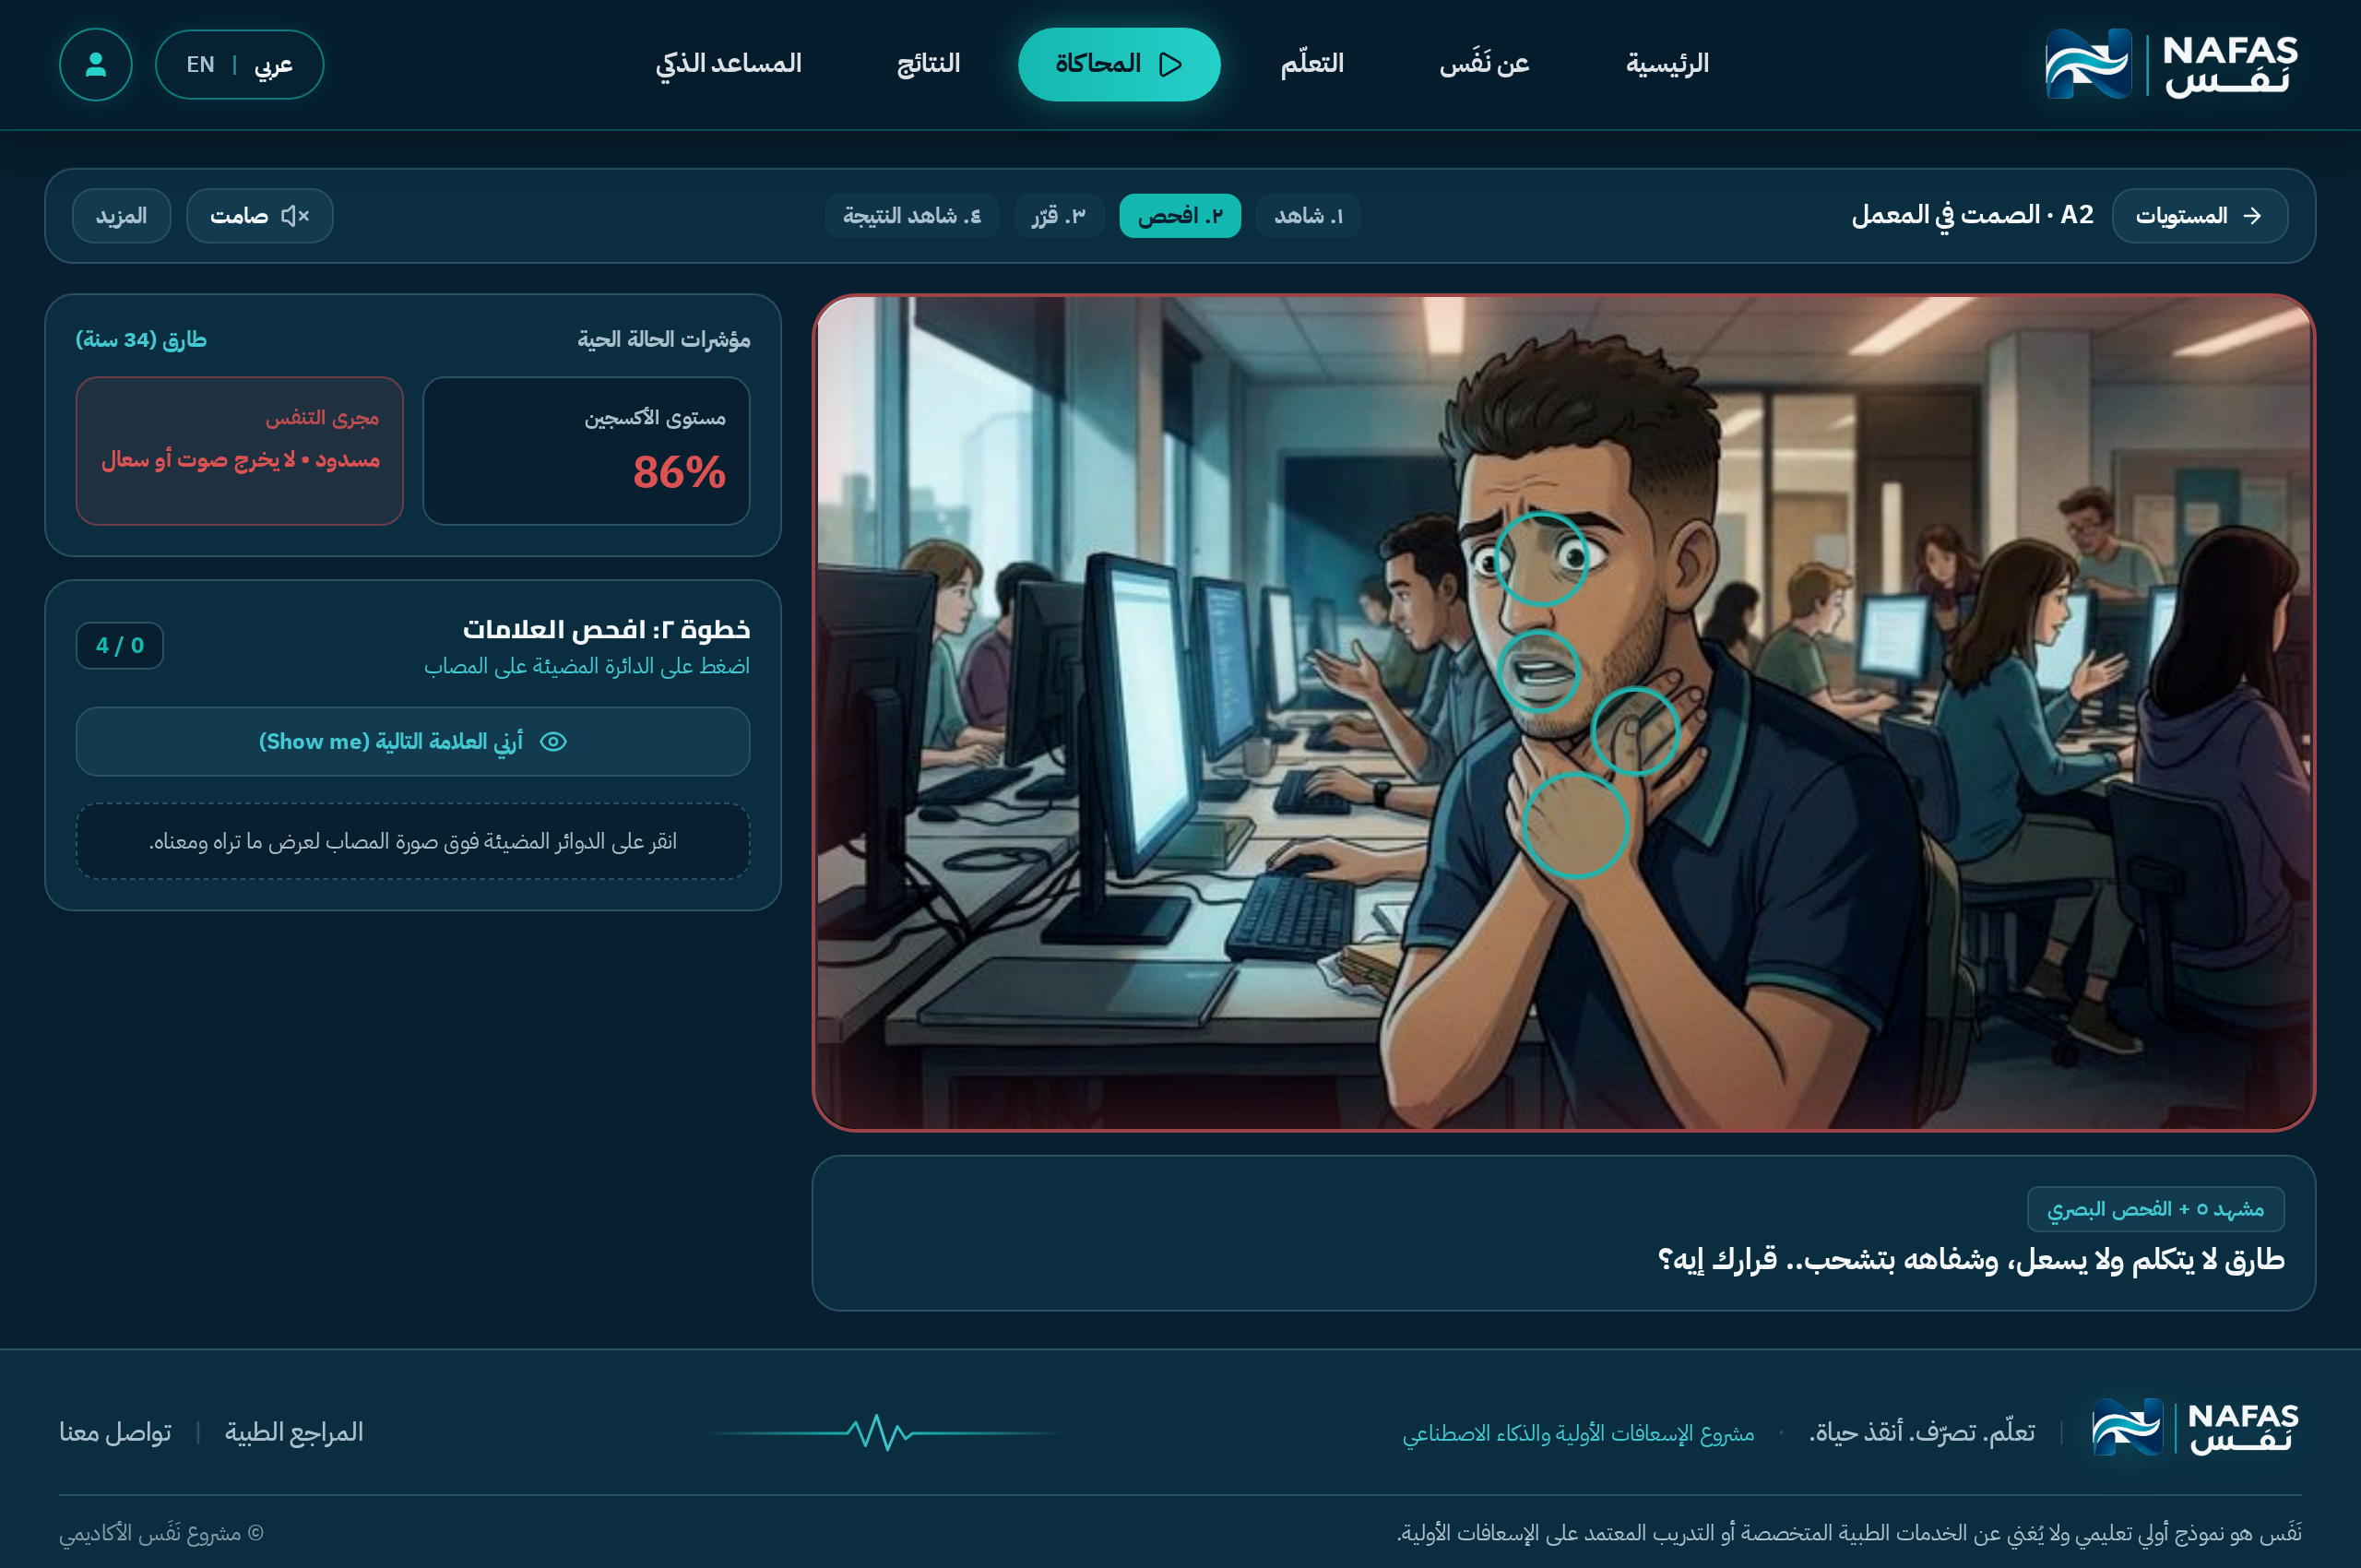 NAFAS
نَفَس
الرئيسية
عن نَفَس
التعلّم
المحاكاة
النتائج
المساعد الذكي
عربي | EN
المستويات
A2 · الصمت في المعمل
١. شاهد
٢. افحص
٣. قرّر
٤. شاهد النتيجة
صامت
المزيد
مؤشرات الحالة الحية
طارق (34 سنة)
مستوى الأكسجين
86%
مجرى التنفس
مسدود • لا يخرج صوت أو سعال
خطوة ٢: افحص العلامات
اضغط على الدائرة المضيئة على المصاب
4 / 0
أرني العلامة التالية (Show me)
انقر على الدوائر المضيئة فوق صورة المصاب لعرض ما تراه ومعناه.
مشهد ٥ + الفحص البصري
طارق لا يتكلم ولا يسعل، وشفاهه بتشحب.. قرارك إيه؟
NAFAS
نَفَس
تعلّم. تصرّف. أنقذ حياة.
مشروع الإسعافات الأولية والذكاء الاصطناعي
المراجع الطبية | تواصل معنا
نَفَس هو نموذج أولي تعليمي ولا يُغني عن الخدمات الطبية المتخصصة أو التدريب المعتمد على الإسعافات الأولية.
© مشروع نَفَس الأكاديمي